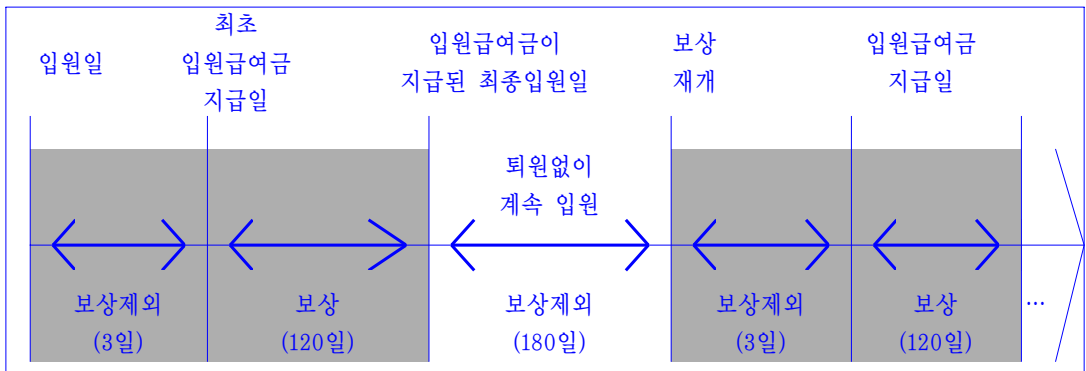 입원일
최초
입원급여금
지급일
입원급여금이
지급된 최종입원일
보상
재개
입원급여금
지급일
퇴원없이
계속 입원
보상제외
(3일)
보상
(120일)
보상제외
(180일)
보상제외
(3일)
보상
(120일)
…